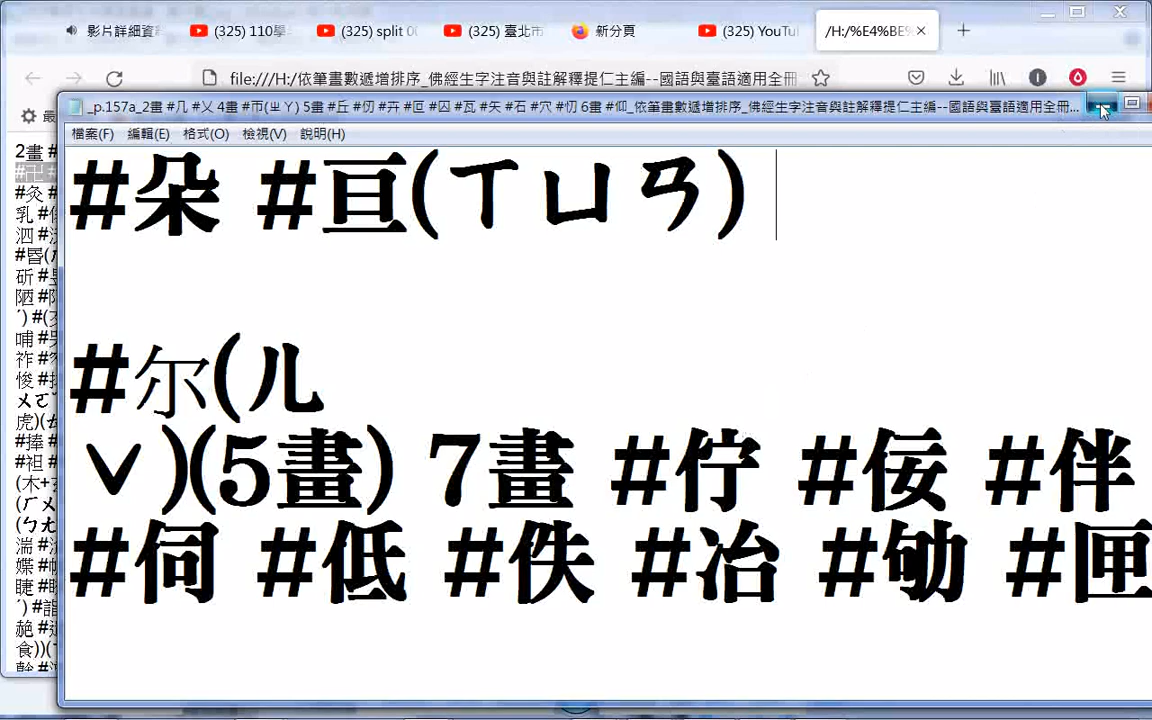 影片詳細資
(325) 110學
(325) split 0
(325) 臺北市
新分頁
(325) YouTu
/H:/%E4%BE%
file:///H:/依筆畫數遞增排序_佛經生字注音與註解釋提仁主編--國語與臺語適用全冊
_p.157a_2畫 #几 #乂 4畫 #帀(ㄓㄚ) 5畫 #丘 #忉 #卉 #叵 #囚 #瓦 #矢 #石 #穴 #忉 6畫 #仰_依筆畫數遞增排序_佛經生字注音與註解釋提仁主編--國語與臺語適用全冊...
檔案(F) 編輯(E) 格式(O) 檢視(V) 說明(H)
#朵 #亘(ㄒㄩㄢ)
#尔(ㄦ
ˇ)(5畫) 7畫 #佇 #佞 #伴
#伺 #低 #佚 #冶 #劬 #匣